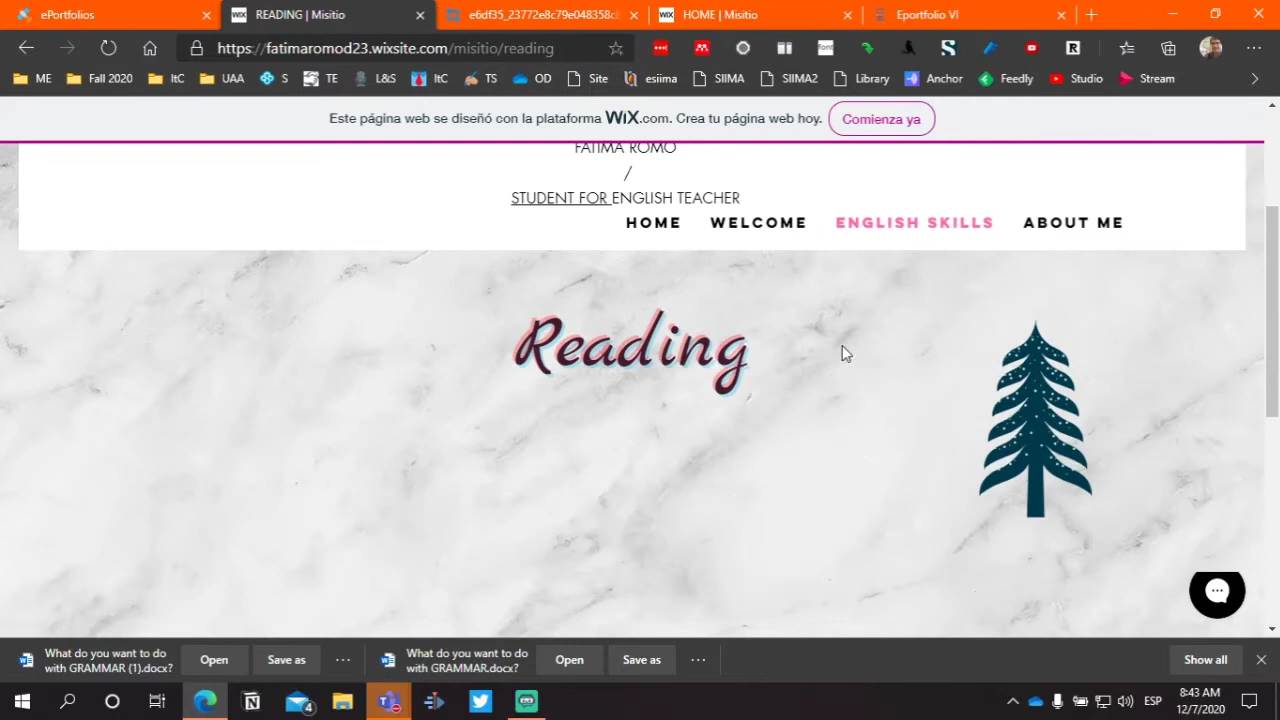 ePortfolios
READING | Misitio
e6df35_23772e8c79e048358c
HOME | Misitio
Eportfolio VI
https://fatimaromod23.wixsite.com/misitio/reading
ME
Fall 2020
ItC
UAA
S
TE
L&S
ItC
TS
OD
Site
esiima
SIIMA
SIIMA2
Library
Anchor
Feedly
Studio
Stream
Este página web se diseñó con la plataforma WiX.com. Crea tu página web hoy.
Comienza ya
FATIMA ROMO
/
STUDENT FOR ENGLISH TEACHER
HOME WELCOME ENGLISH SKILLS ABOUT ME
Reading
What do you want to do with GRAMMAR (1).docx?
Open
Save as
What do you want to do with GRAMMAR.docx?
Open
Save as
Show all
4
ESP
8:43 AM
12/7/2020